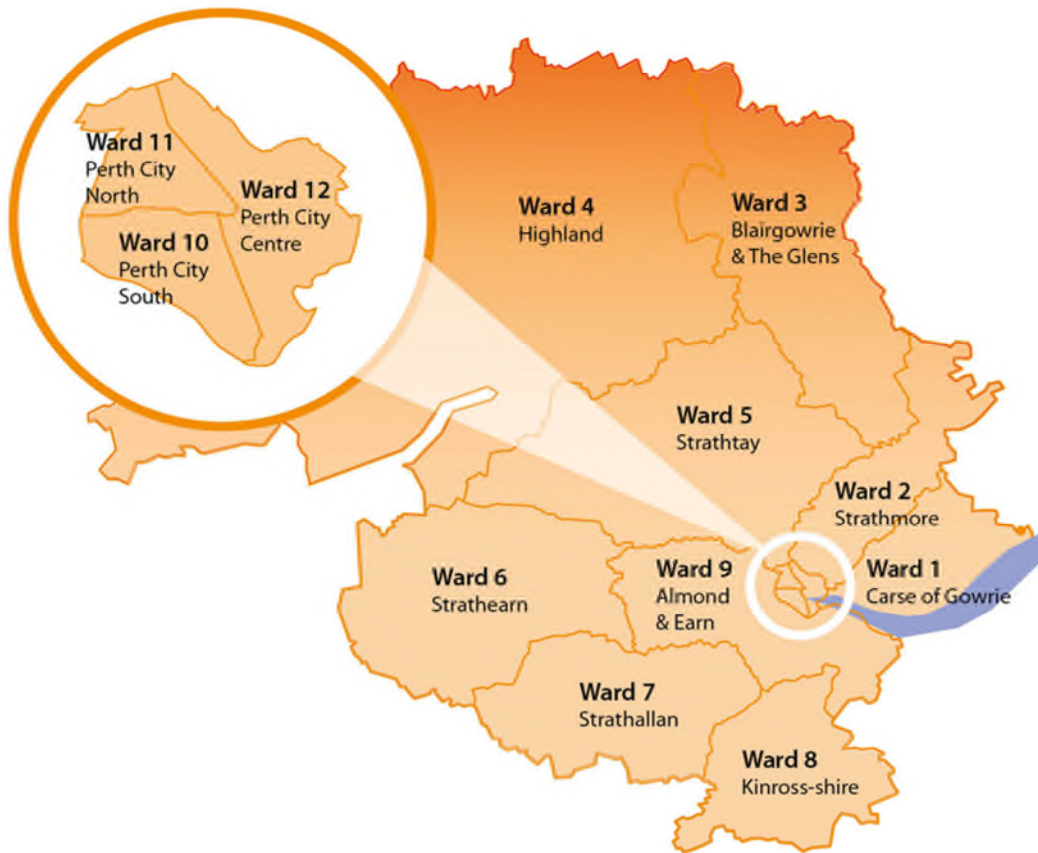 Ward 11
Perth City
North
Ward 12
Perth City
Centre
Ward 10
Perth City
South
Ward 4
Highland
Ward 3
Blairgowrie
& The Glens
Ward 5
Strathtay
Ward 2
Strathmore
Ward 6
Strathearn
Ward 9
Almond
& Earn
Ward 1
Carse of Gowrie
Ward 7
Strathallan
Ward 8
Kinross-shire